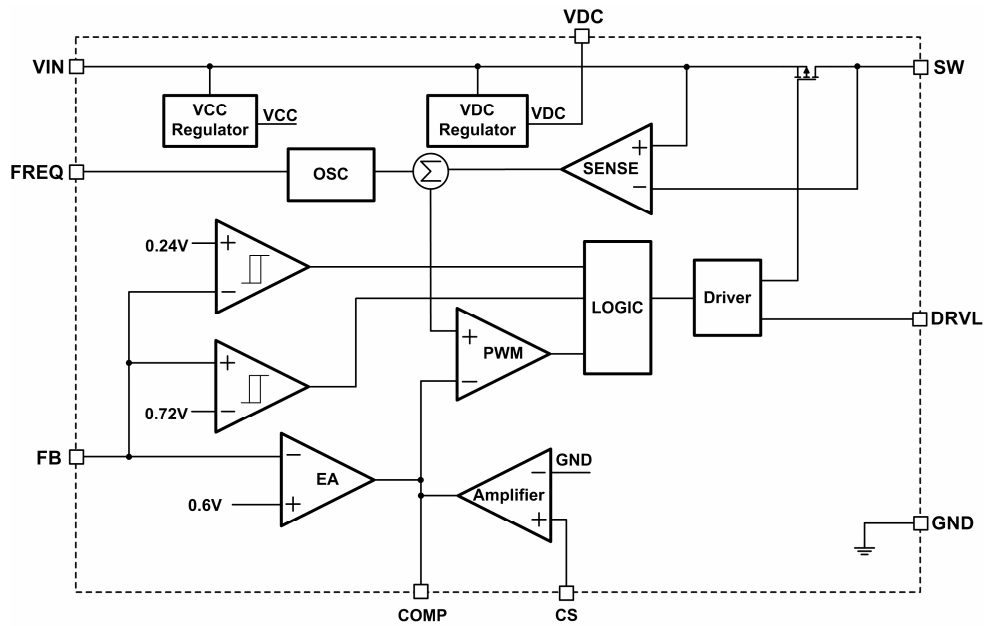 VDC
VIN
SW
VCC
Regulator
VCC
VDC
Regulator
VDC
FREQ
OSC
Σ
+
SENSE
−
0.24V
+
−
LOGIC
Driver
DRVL
+
PWM
−
+
0.72V
−
FB
−
EA
0.6V
+
−
GND
Amplifier
+
GND
COMP
CS